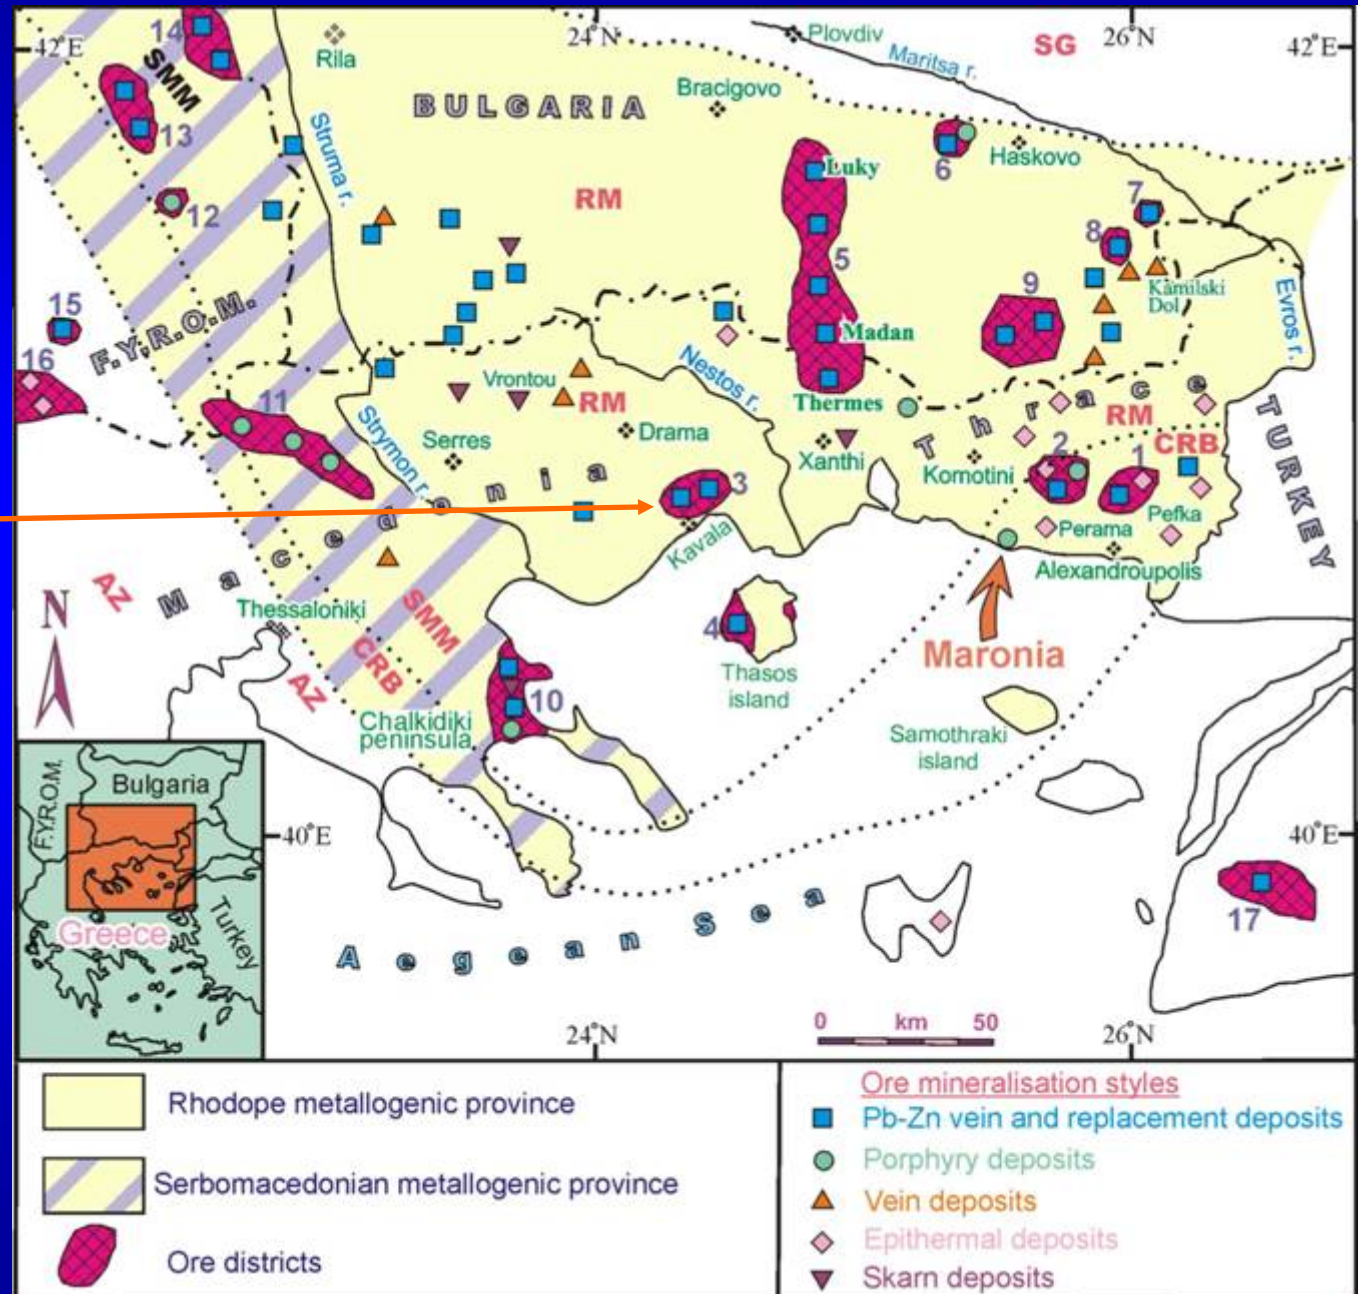 42°E
14
SMM
13
12
15
16
F.Y.R.O.M.
Rila
Struma r.
BULGARIA
24°N
Bracigovo
Plovdiv
Maritsa r.
SG
26°N
42°E
RM
Luky
5
Madan
Thermes
6
Haskovo
7
8
Kamilski
Dol
9
Evros r.
11
Strymon r.
Vrontou
RM
Serres
Drama
Nestos r.
Xanthi
Thrace
Komotini
RM
CRB
2
1
Perama
Pefka
Alexandroupolis
TURKEY
3
Kavala
Macedonia
AZ
N
Thessaloniki
SMM
CRB
AZ
4
Thasos
island
Maronia
Samothraki
island
10
Chalkidiki
peninsula
40°E
40°E
17
Aegean Sea
F.Y.R.O.M.
Bulgaria
Greece
Turkey
24°N
0 km 50
26°N
Rhodope metallogenic province
Serbomacedonian metallogenic province
Ore districts
Ore mineralisation styles
Pb-Zn vein and replacement deposits
Porphyry deposits
Vein deposits
Epithermal deposits
Skarn deposits